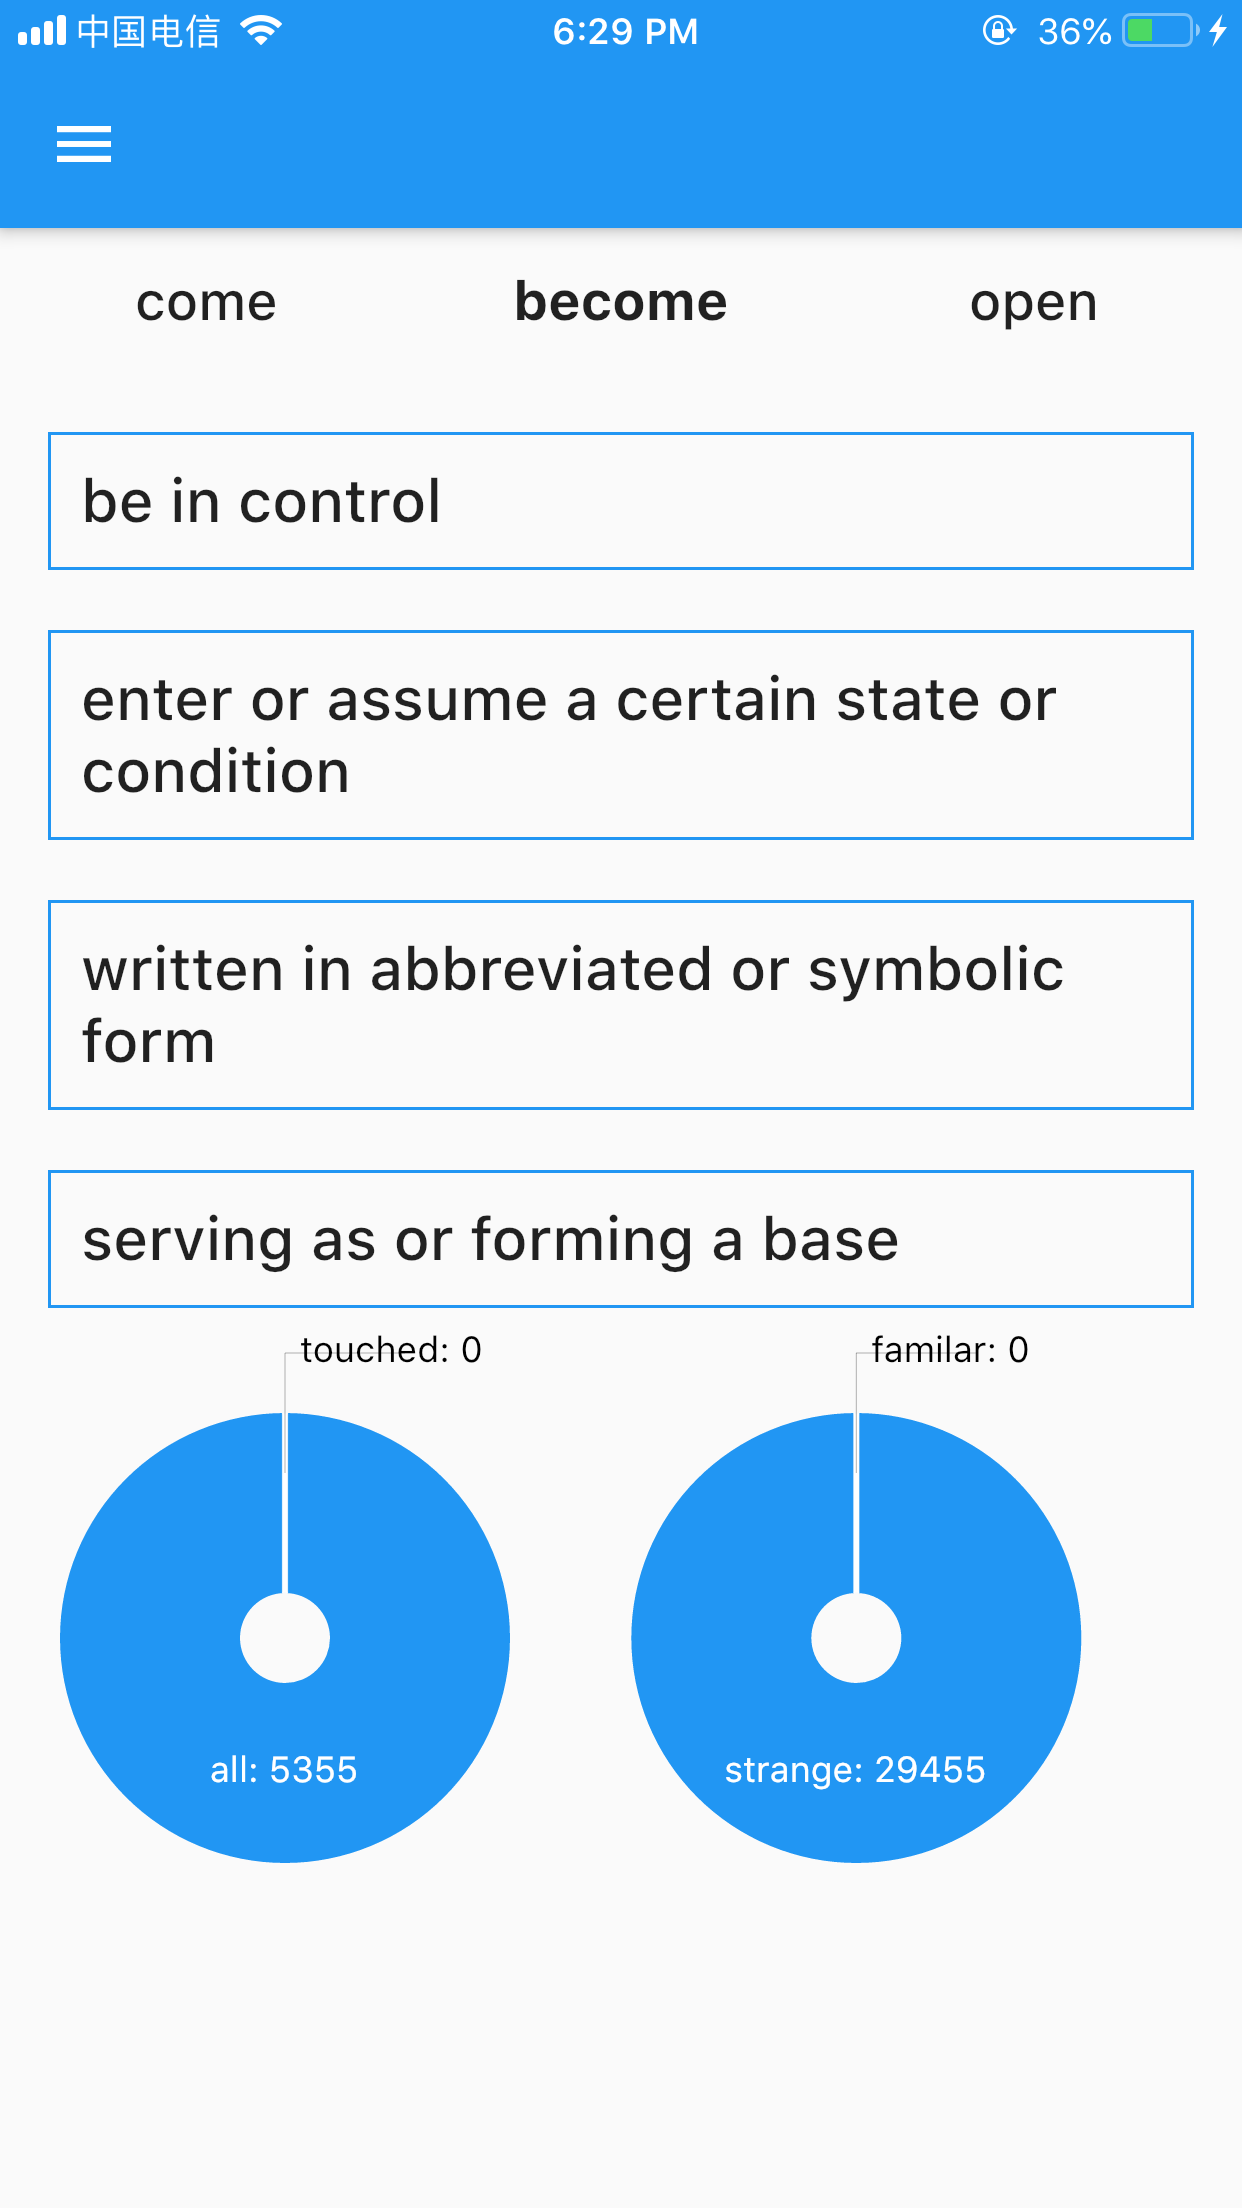 中国电信 6:29 PM 36%
come become open
be in control
enter or assume a certain state or
condition
written in abbreviated or symbolic
form
serving as or forming a base
touched: 0 familar: 0
all: 5355 strange: 29455